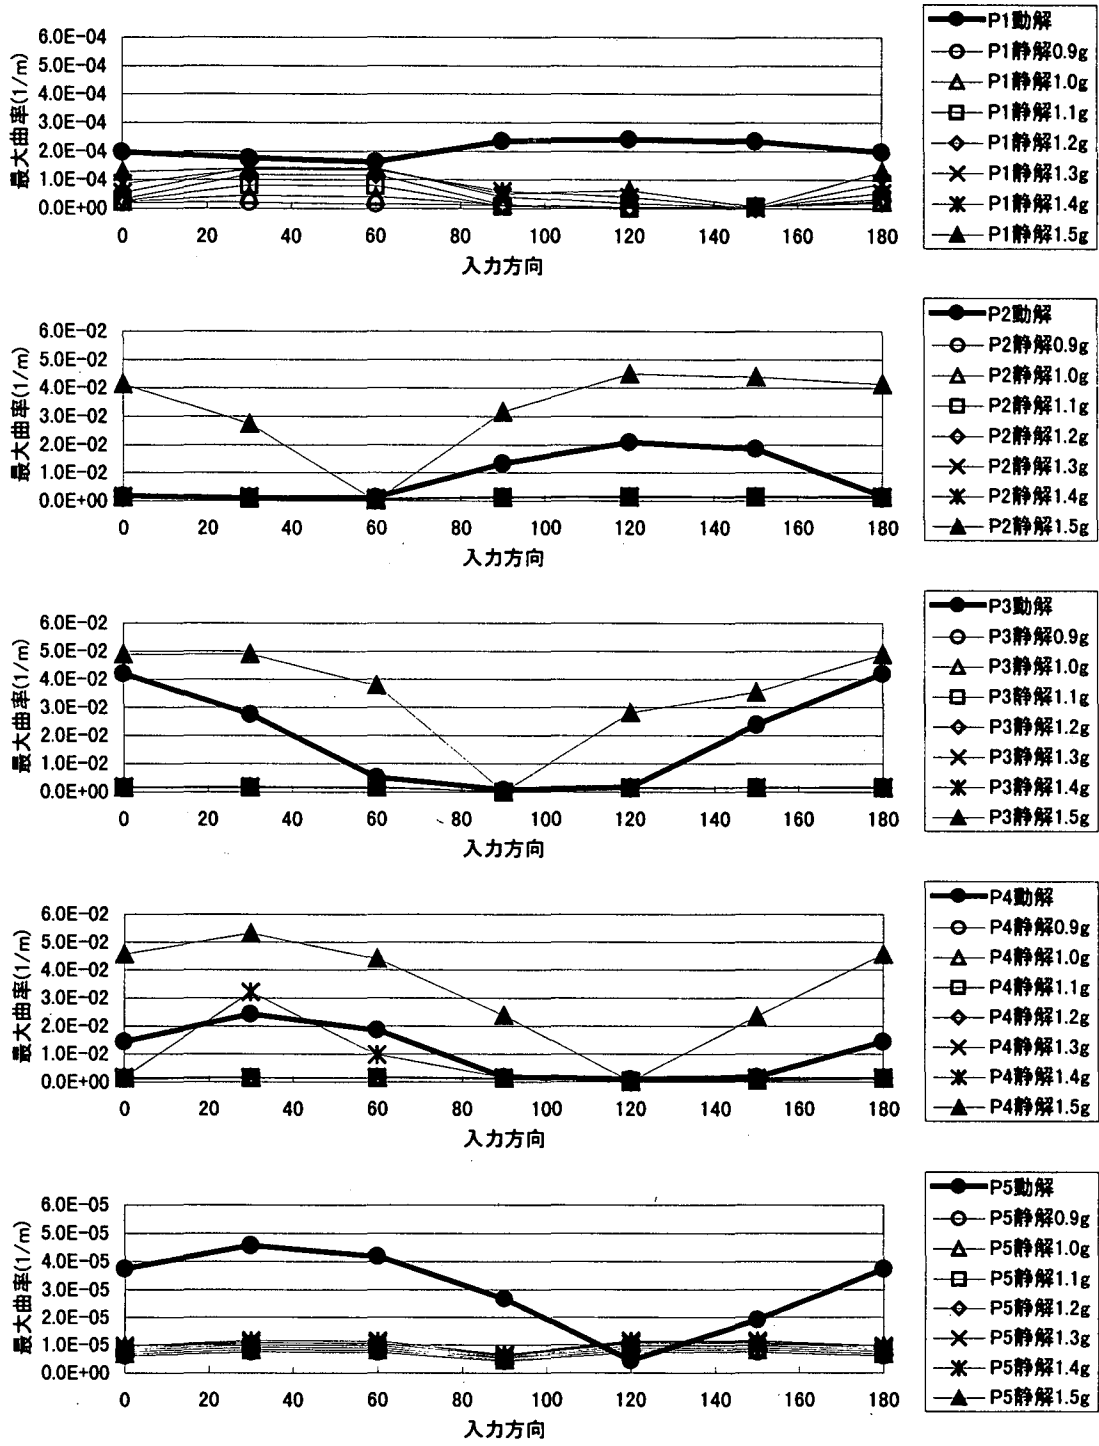 最大曲率(1/m)
6.0E-04
5.0E-04
4.0E-04
3.0E-04
2.0E-04
1.0E-04
0.0E+00
0 20 40 60 80 100 120 140 160 180
入力方向
P1動解
P1静解0.9g
P1静解1.0g
P1静解1.1g
P1静解1.2g
P1静解1.3g
P1静解1.4g
P1静解1.5g
最大曲率(1/m)
6.0E-02
5.0E-02
4.0E-02
3.0E-02
2.0E-02
1.0E-02
0.0E+00
0 20 40 60 80 100 120 140 160 180
入力方向
P2動解
P2静解0.9g
P2静解1.0g
P2静解1.1g
P2静解1.2g
P2静解1.3g
P2静解1.4g
P2静解1.5g
最大曲率(1/m)
6.0E-02
5.0E-02
4.0E-02
3.0E-02
2.0E-02
1.0E-02
0.0E+00
0 20 40 60 80 100 120 140 160 180
入力方向
P3動解
P3静解0.9g
P3静解1.0g
P3静解1.1g
P3静解1.2g
P3静解1.3g
P3静解1.4g
P3静解1.5g
最大曲率(1/m)
6.0E-02
5.0E-02
4.0E-02
3.0E-02
2.0E-02
1.0E-02
0.0E+00
0 20 40 60 80 100 120 140 160 180
入力方向
P4動解
P4静解0.9g
P4静解1.0g
P4静解1.1g
P4静解1.2g
P4静解1.3g
P4静解1.4g
P4静解1.5g
最大曲率(1/m)
6.0E-05
5.0E-05
4.0E-05
3.0E-05
2.0E-05
1.0E-05
0.0E+00
0 20 40 60 80 100 120 140 160 180
入力方向
P5動解
P5静解0.9g
P5静解1.0g
P5静解1.1g
P5静解1.2g
P5静解1.3g
P5静解1.4g
P5静解1.5g